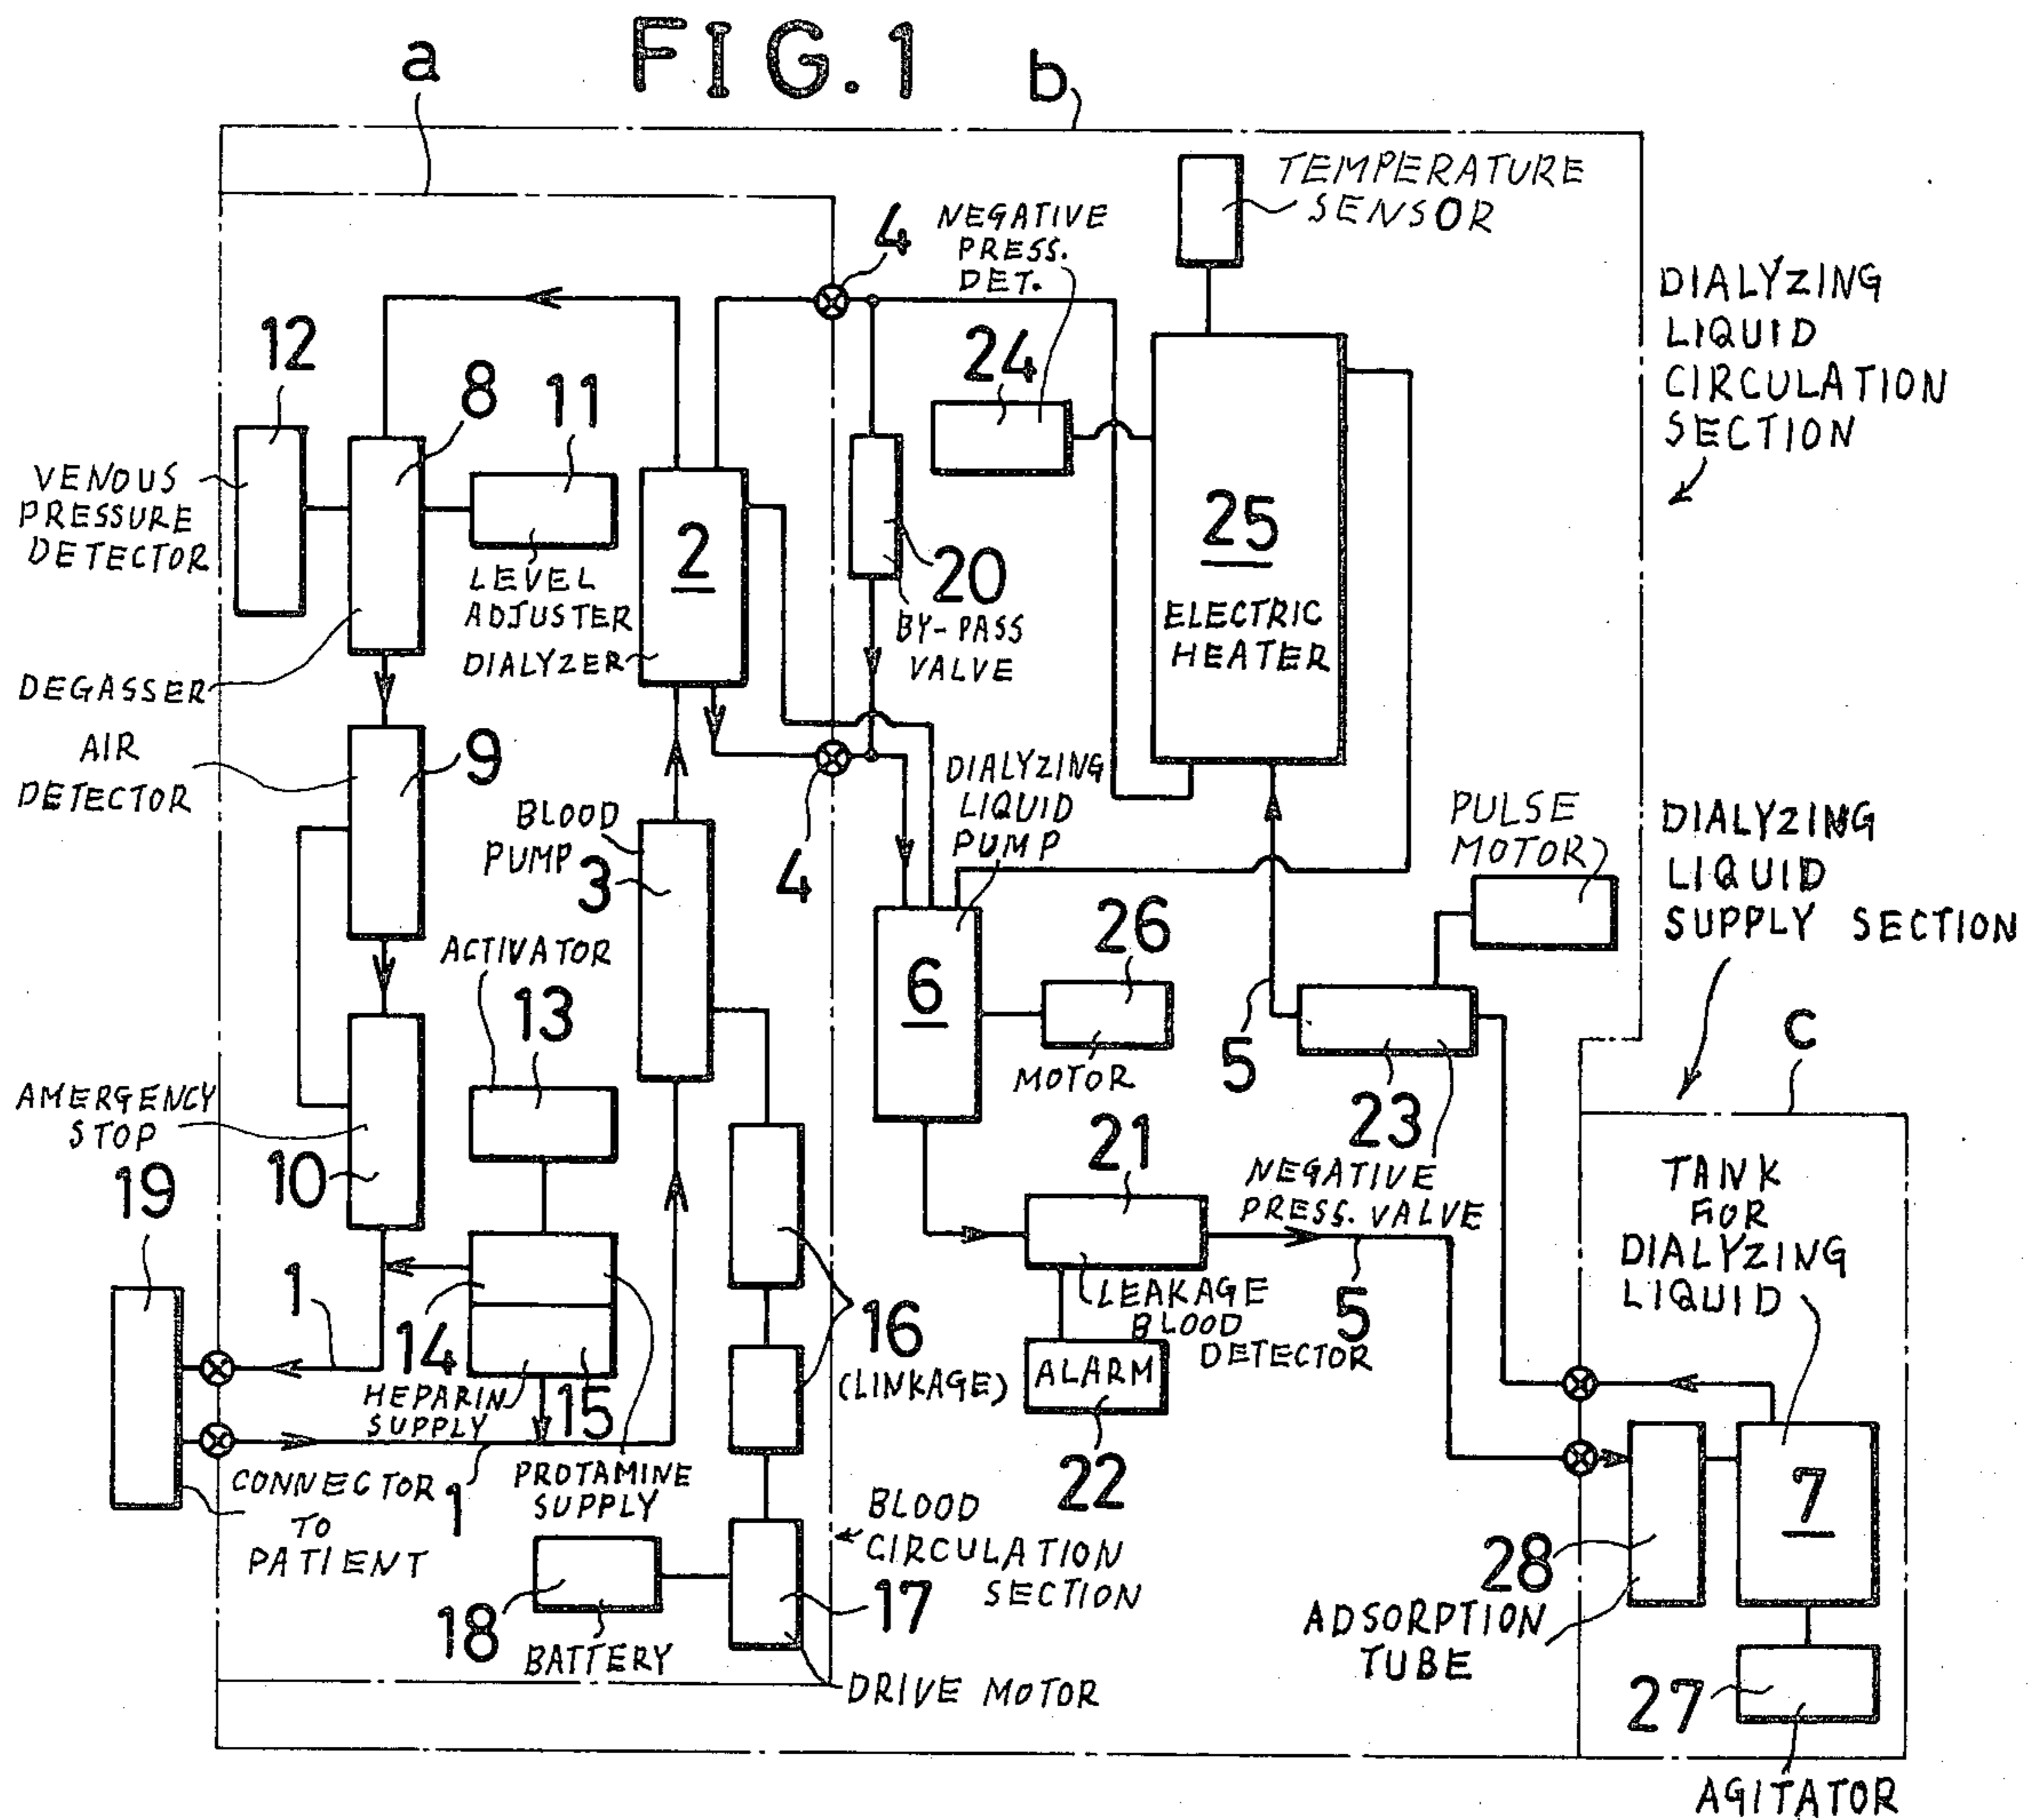 FIG. 1
a
b
TEMPERATURE
SENSOR
NEGATIVE
PRESS.
DET.
4
DIALYZING
LIQUID
CIRCULATION
SECTION
12
8
11
24
VENOUS
PRESSURE
DETECTOR
2
25
20
LEVEL
ADJUSTER
BY-PASS
VALVE
ELECTRIC
HEATER
DIALYZER
DEGASSER
AIR
DETECTOR
9
4
DIALYZING
LIQUID
PUMP
BLOOD
PUMP
3
PULSE
MOTOR
DIALYZING
LIQUID
SUPPLY SECTION
ACTIVATOR
13
6
26
MOTOR
5
23
C
AMERGENCY
STOP
10
19
21
NEGATIVE
PRESS. VALVE
TANK
FOR
DIALYZING
LIQUID
1
14
15
HEPARIN
SUPPLY
16
(LINKAGE)
LEAKAGE
BLOOD
DETECTOR
5
ALARM
22
CONNECTOR
TO
PATIENT
1
PROTAMINE
SUPPLY
BLOOD
CIRCULATION
SECTION
7
28
ADSORPTION
TUBE
18
BATTERY
17
DRIVE MOTOR
27
AGITATOR